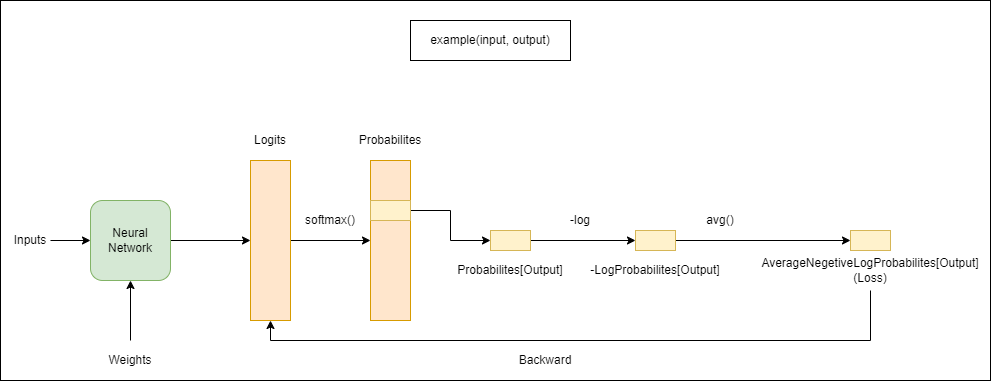 example(input, output)
Logits
Probabilites
softmax()
-log
avg()
Inputs
Neural
Network
Probabilites[Output]
-LogProbabilites[Output]
AverageNegetiveLogProbabilites[Output]
(Loss)
Weights
Backward